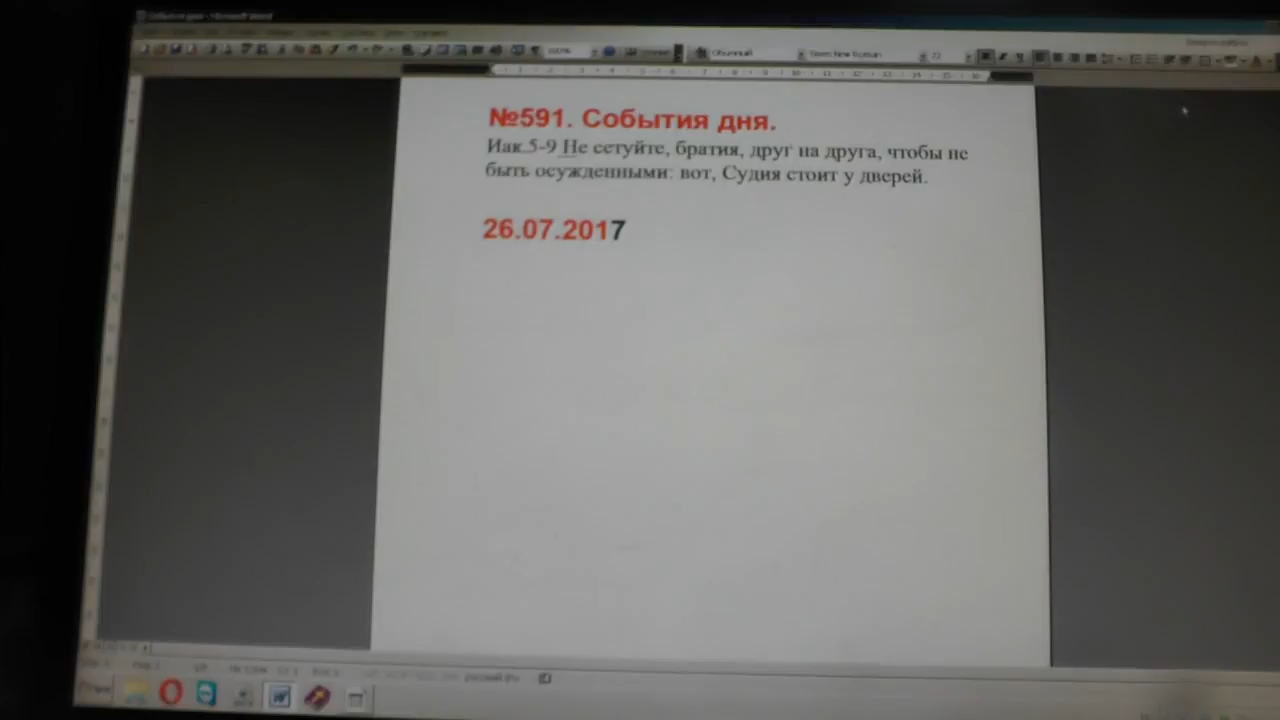 №591. События дня.
Иак.5-9 Не сетуйте, братия, друг на друга, чтобы не
быть осужденными: вот, Судия стоит у дверей.
26.07.2017